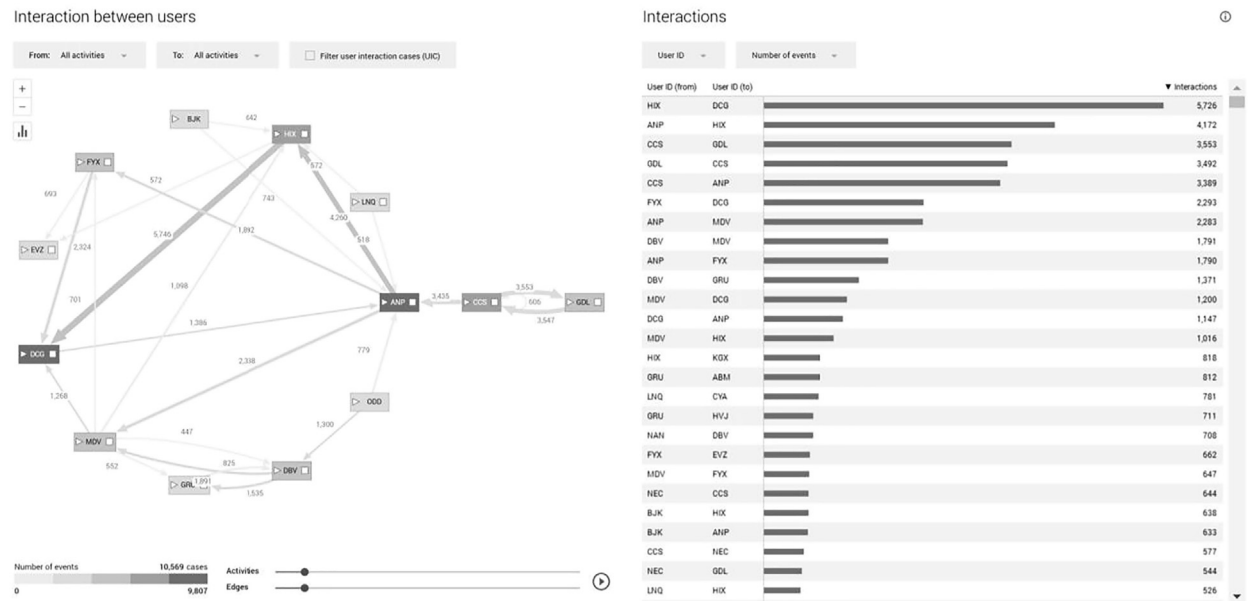 Interaction between users
From: All activities
To: All activities
Filter user interaction cases (UIC)
+
−
BJK
642
HIX
FYX
572
572
693
743
LNQ
4,260
EVZ
2,324
5,746
1,892
518
701
1,098
ANP
3,435
CCS
3,553
606
GDL
3,547
1,386
DCG
2,338
779
1,268
ODD
447
1,300
MDV
552
825
DBV
1,891
1,535
Number of events
10,569 cases
0
9,807
Activities
Edges
Interactions
User ID
Number of events
User ID (from) User ID (to) ▼ Interactions
HIX DCG 5,726
ANP HIX 4,172
CCS GDL 3,553
GDL CCS 3,492
CCS ANP 3,389
FYX DCG 2,293
ANP MDV 2,283
DBV MDV 1,791
ANP FYX 1,790
DBV GRU 1,371
MDV DCG 1,200
DCG ANP 1,147
MDV HIX 1,016
HIX KGX 818
GRU ABM 812
LNQ CYA 781
GRU HVJ 711
NAN DBV 708
FYX EVZ 662
MDV FYX 647
NEC CCS 644
BJK HIX 638
BJK ANP 633
CCS NEC 577
NEC GDL 544
LNQ HIX 526